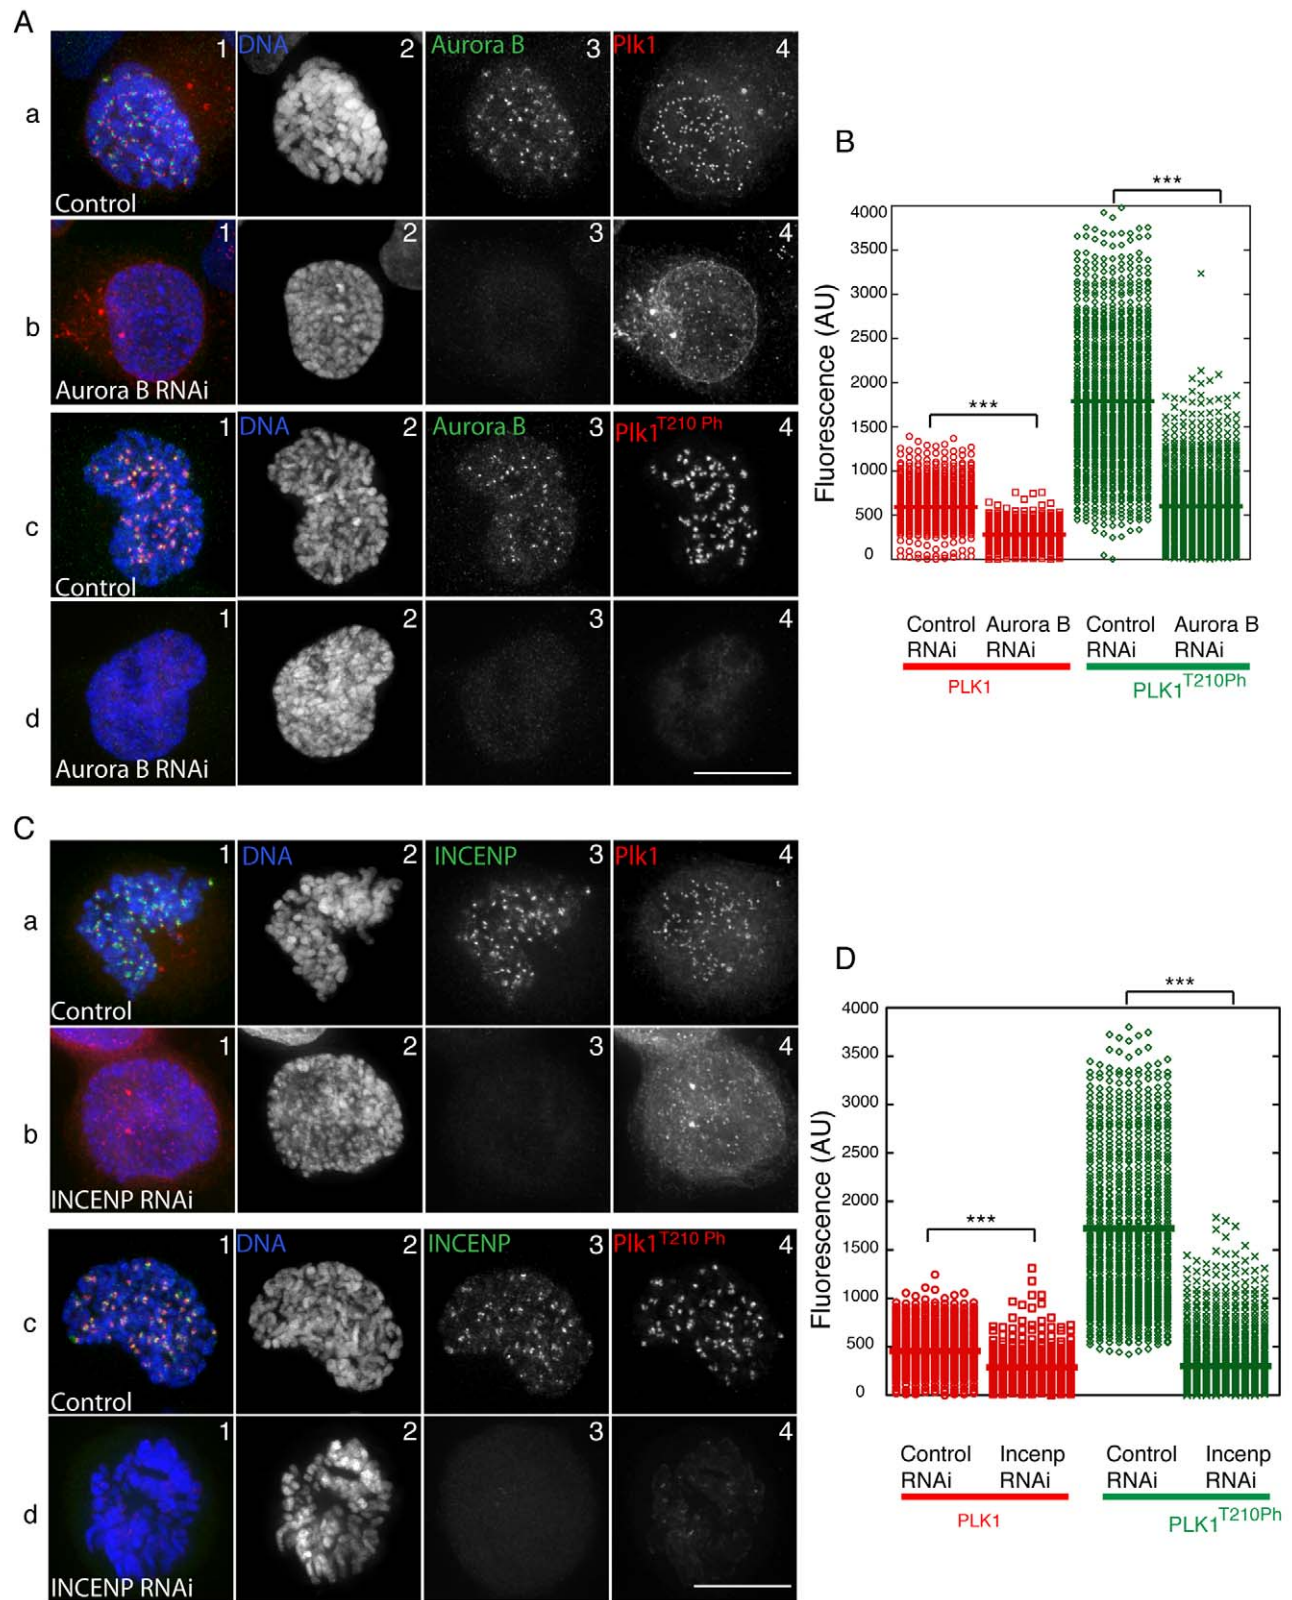 A
a
1
DNA
2
Aurora B
3
Plk1
4
Control
b
1
2
3
4
Aurora B RNAi
c
1
DNA
2
Aurora B
3
Plk1T210 Ph
4
Control
d
1
2
3
4
Aurora B RNAi
B
***
***
Fluorescence (AU)
4000
3500
3000
2500
2000
1500
1000
500
0
Control RNAi
Aurora B RNAi
Control RNAi
Aurora B RNAi
PLK1
PLK1T210Ph
C
a
1
DNA
2
INCENP
3
Plk1
4
Control
b
1
2
3
4
INCENP RNAi
c
1
DNA
2
INCENP
3
Plk1T210 Ph
4
Control
d
1
2
3
4
INCENP RNAi
D
***
***
Fluorescence (AU)
4000
3500
3000
2500
2000
1500
1000
500
0
Control RNAi
Incenp RNAi
Control RNAi
Incenp RNAi
PLK1
PLK1T210Ph